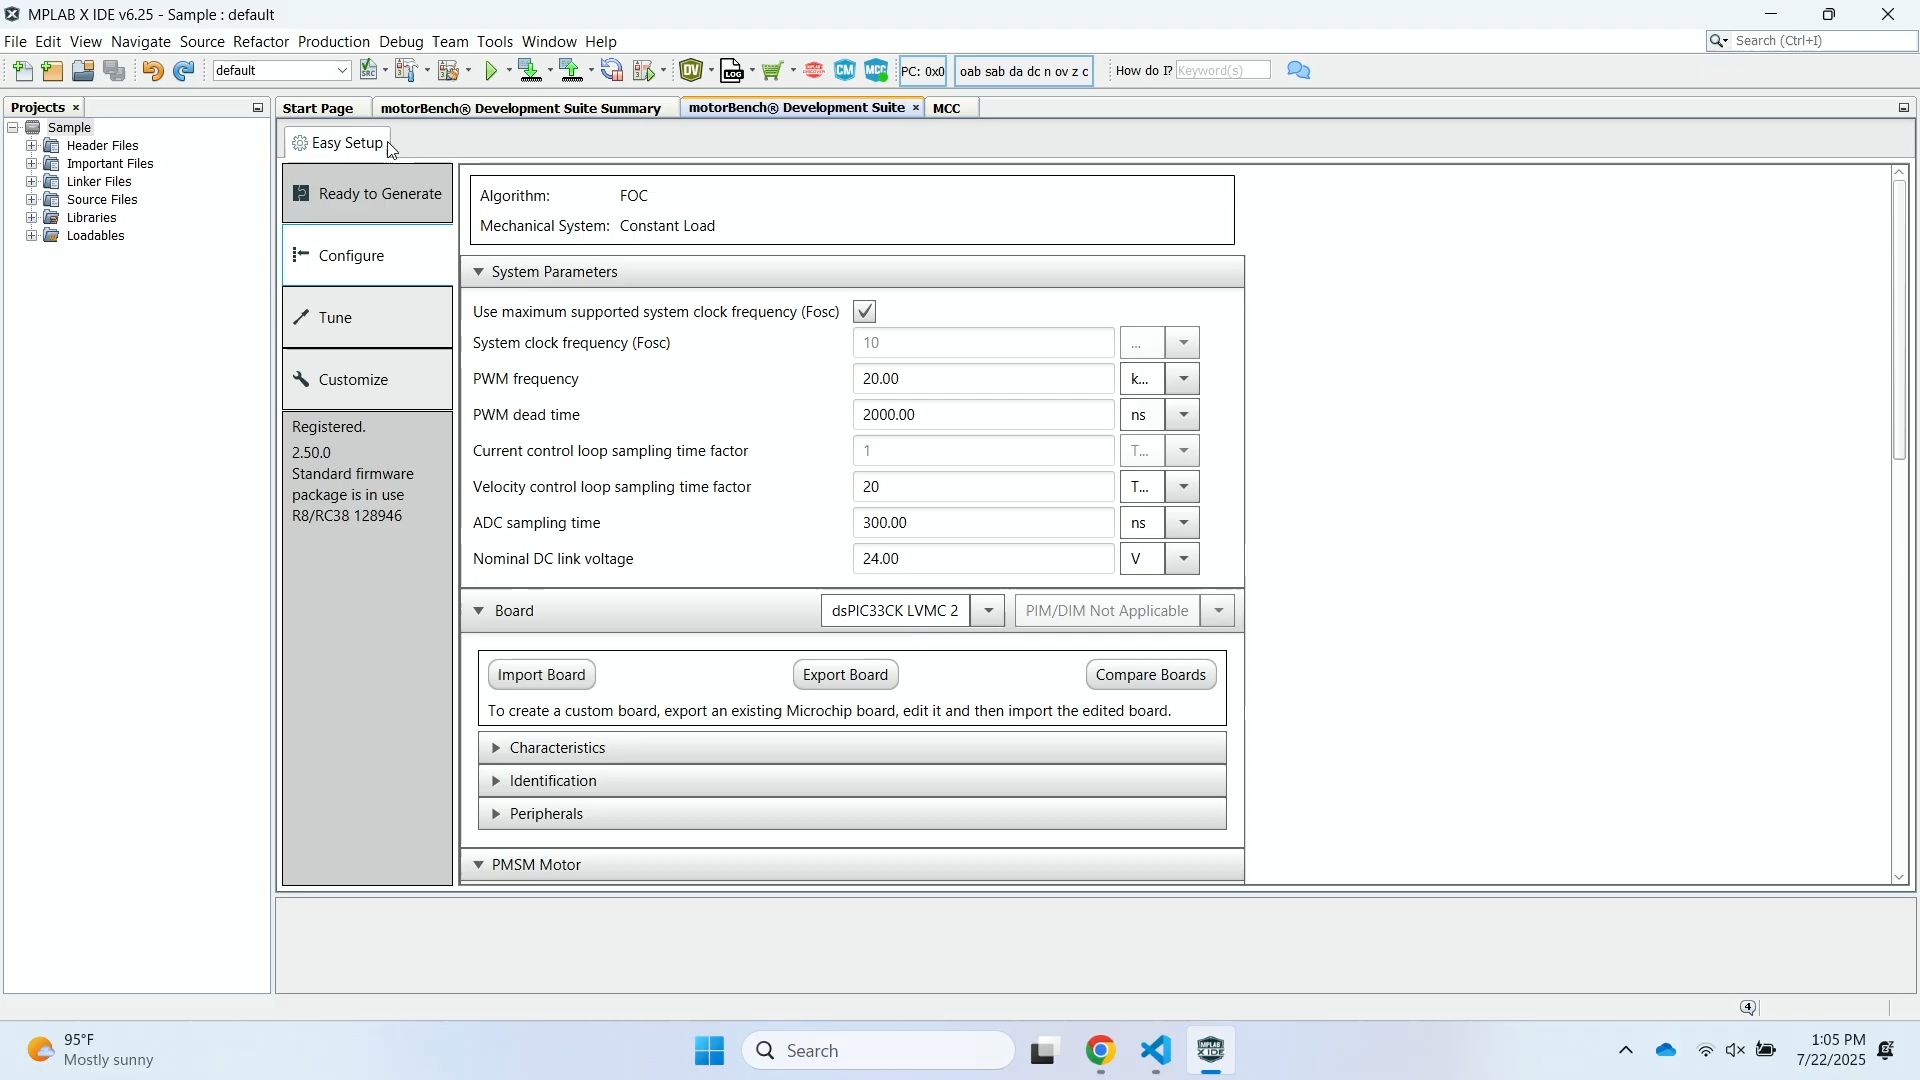 MPLAB X IDE v6.25 - Sample : default
File Edit View Navigate Source Refactor Production Debug Team Tools Window Help
Search (Ctrl+I)
default
PC: 0x0
oab sab da dc n ov z c
How do I? Keyword(s)
Projects
Start Page
motorBench® Development Suite Summary
motorBench® Development Suite
MCC
Sample
Header Files
Important Files
Linker Files
Source Files
Libraries
Loadables
Easy Setup
Ready to Generate
Configure
Tune
Customize
Registered.
2.50.0
Standard firmware
package is in use
R8/RC38 128946
Algorithm: FOC
Mechanical System: Constant Load
System Parameters
Use maximum supported system clock frequency (Fosc)
System clock frequency (Fosc) 10 ...
PWM frequency 20.00 k...
PWM dead time 2000.00 ns
Current control loop sampling time factor 1 T...
Velocity control loop sampling time factor 20 T...
ADC sampling time 300.00 ns
Nominal DC link voltage 24.00 V
Board dsPIC33CK LVMC 2 PIM/DIM Not Applicable
Import Board Export Board Compare Boards
To create a custom board, export an existing Microchip board, edit it and then import the edited board.
Characteristics
Identification
Peripherals
PMSM Motor
4
95°F
Mostly sunny
Search
1:05 PM
7/22/2025